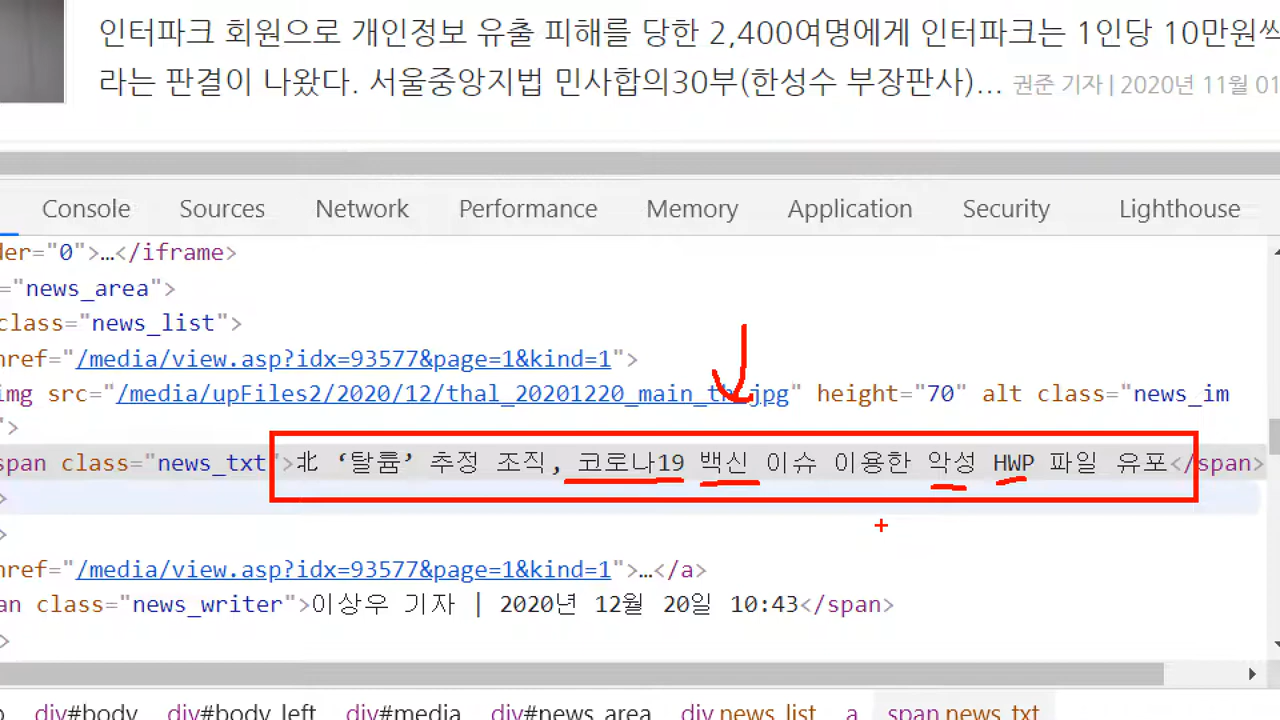 인터파크 회원으로 개인정보 유출 피해를 당한 2,400여명에게 인터파크는 1인당 10만원씩
라는 판결이 나왔다. 서울중앙지법 민사합의30부(한성수 부장판사)... 권준 기자 | 2020년 11월 01
Console Sources Network Performance Memory Application Security Lighthouse
der="0">…</iframe>
="news_area">
class="news_list">
href="/media/view.asp?idx=93577&page=1&kind=1">
img src="/media/upFiles2/2020/12/thal_20201220_main_th.jpg" height="70" alt class="news_im
">
span class="news_txt">北 ‘탈륨’ 추정 조직, 코로나19 백신 이슈 이용한 악성 HWP 파일 유포</span>
>
>
href="/media/view.asp?idx=93577&page=1&kind=1">…</a>
an class="news_writer">이상우 기자 | 2020년 12월 20일 10:43</span>
>
div#body div#body_left div#media div#news_area div.news_list a span.news_txt